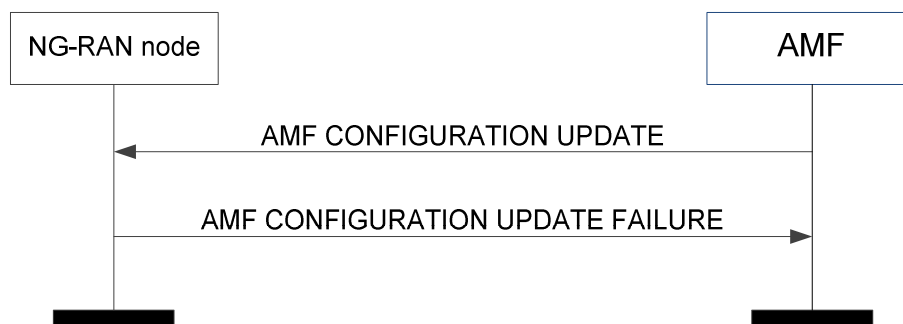 NG-RAN node
AMF
AMF CONFIGURATION UPDATE
AMF CONFIGURATION UPDATE FAILURE